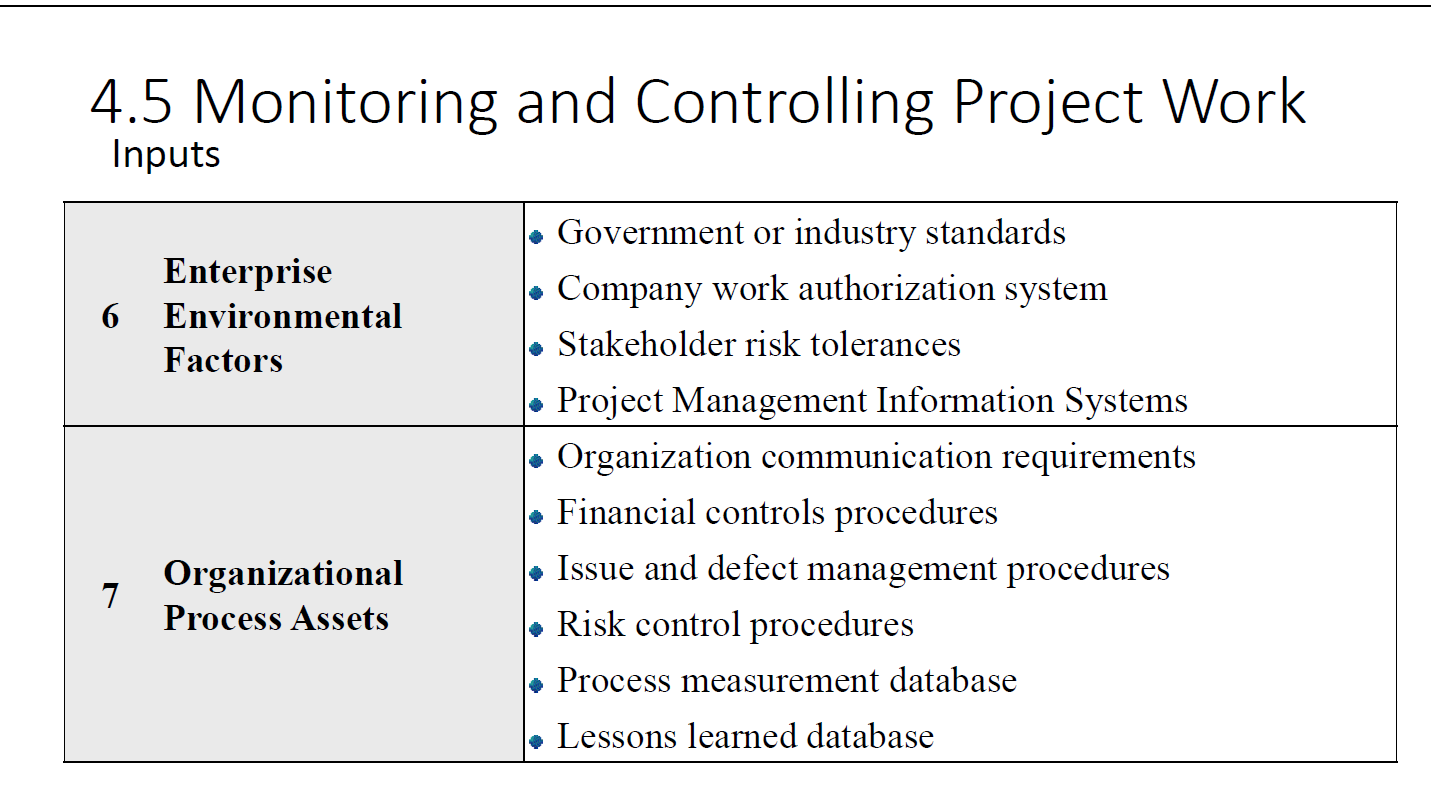 4.5 Monitoring and Controlling Project Work
Inputs
6
Enterprise
Environmental
Factors
Government or industry standards
Company work authorization system
Stakeholder risk tolerances
Project Management Information Systems
7
Organizational
Process Assets
Organization communication requirements
Financial controls procedures
Issue and defect management procedures
Risk control procedures
Process measurement database
Lessons learned database